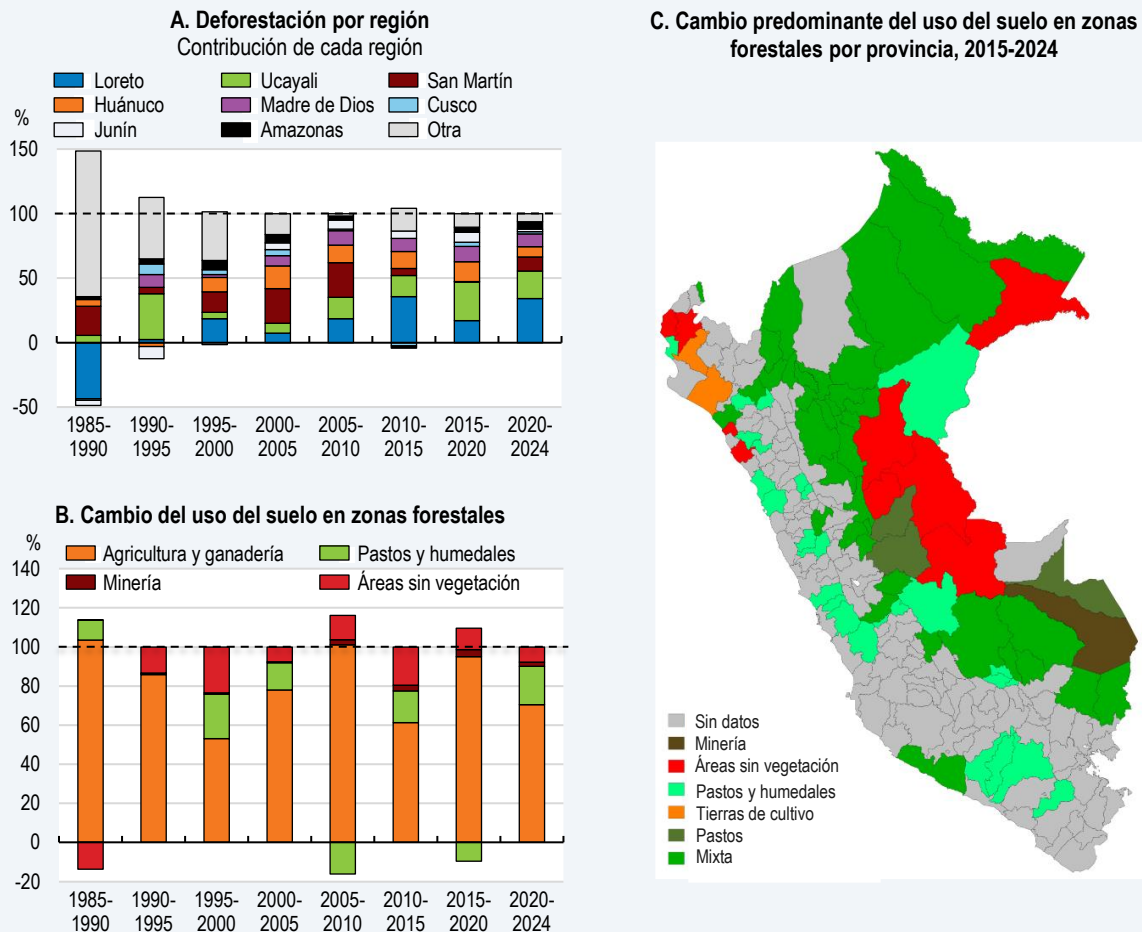 A. Deforestación por región
Contribución de cada región
Loreto
Ucayali
San Martín
Huánuco
Madre de Dios
Cusco
Junín
Amazonas
Otra
%
150
100
50
0
-50
1985-1990
1990-1995
1995-2000
2000-2005
2005-2010
2010-2015
2015-2020
2020-2024
B. Cambio del uso del suelo en zonas forestales
%
Agricultura y ganadería
Pastos y humedales
Minería
Áreas sin vegetación
140
120
100
80
60
40
20
0
-20
1985-1990
1990-1995
1995-2000
2000-2005
2005-2010
2010-2015
2015-2020
2020-2024
C. Cambio predominante del uso del suelo en zonas
forestales por provincia, 2015-2024
Sin datos
Minería
Áreas sin vegetación
Pastos y humedales
Tierras de cultivo
Pastos
Mixta